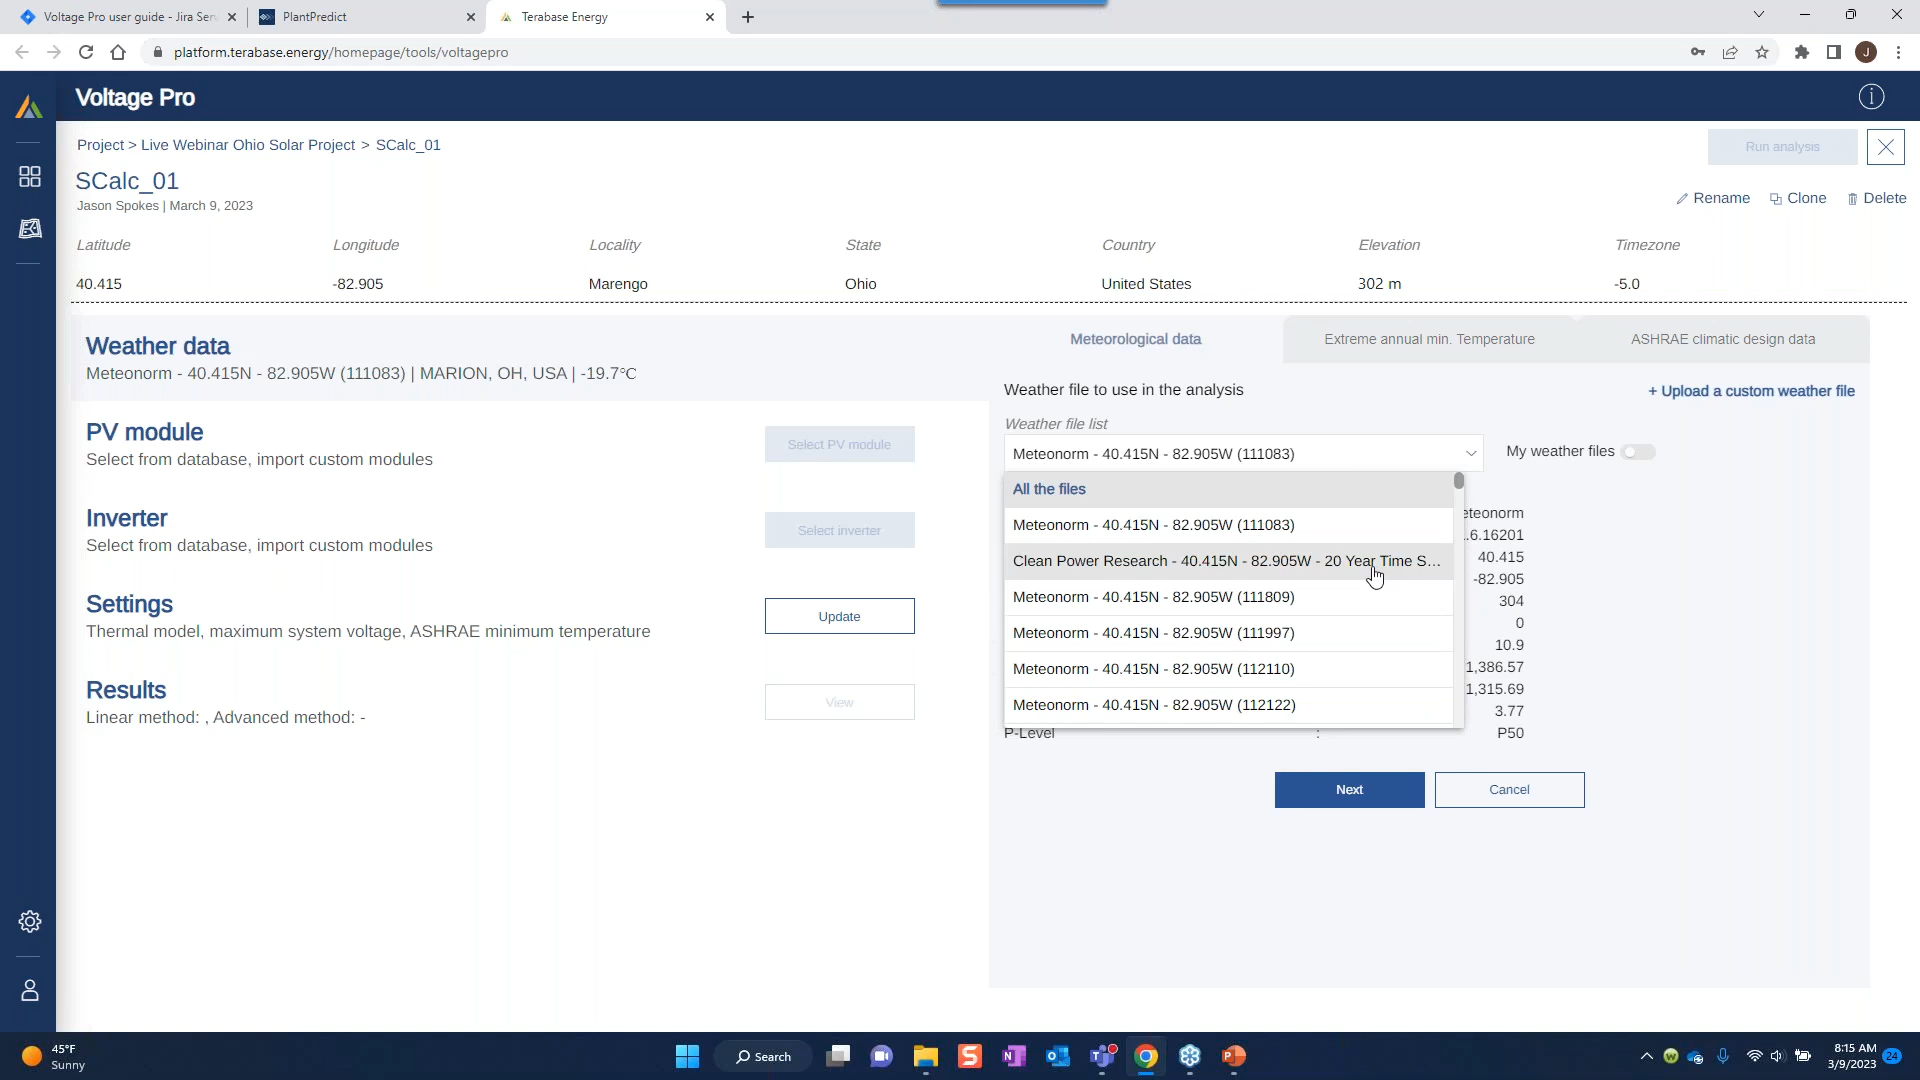 Voltage Pro user guide - Jira Ser
PlantPredict
Terabase Energy
platform.terabase.energy/homepage/tools/voltagepro
J
Voltage Pro
Project > Live Webinar Ohio Solar Project > SCalc_01
Run analysis
SCalc_01
Jason Spokes | March 9, 2023
Rename
Clone
Delete
Latitude Longitude Locality State Country Elevation Timezone
40.415 -82.905 Marengo Ohio United States 302 m -5.0
Weather data
Meteonorm - 40.415N - 82.905W (111083) | MARION, OH, USA | -19.7°C
PV module
Select from database, import custom modules
Select PV module
Inverter
Select from database, import custom modules
Select inverter
Settings
Thermal model, maximum system voltage, ASHRAE minimum temperature
Update
Results
Linear method: , Advanced method: -
View
Meteorological data
Extreme annual min. Temperature
ASHRAE climatic design data
Weather file to use in the analysis
+ Upload a custom weather file
Weather file list
Meteonorm - 40.415N - 82.905W (111083)
My weather files
All the files
Meteonorm - 40.415N - 82.905W (111083)
Clean Power Research - 40.415N - 82.905W - 20 Year Time S...
Meteonorm - 40.415N - 82.905W (111809)
Meteonorm - 40.415N - 82.905W (111997)
Meteonorm - 40.415N - 82.905W (112110)
Meteonorm - 40.415N - 82.905W (112122)
eteonorm
.6.16201
40.415
-82.905
304
0
10.9
1,386.57
1,315.69
3.77
P-Level : P50
Next
Cancel
45°F
Sunny
Search
8:15 AM
3/9/2023
24